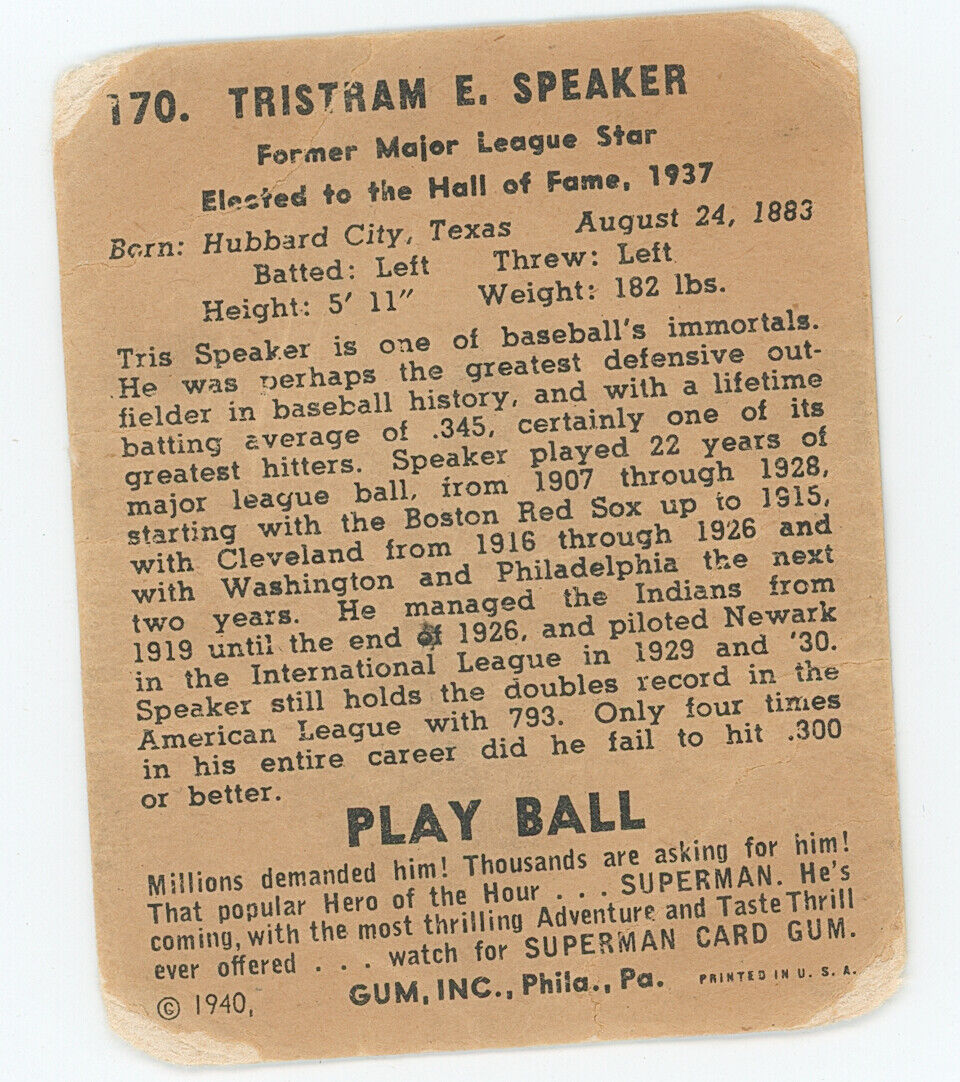 170. TRISTRAM E. SPEAKER
Former Major League Star
Elected to the Hall of Fame, 1937
Born: Hubbard City, Texas August 24, 1883
Batted: Left Threw: Left
Height: 5' 11" Weight: 182 lbs.
Tris Speaker is one of baseball's immortals.
He was perhaps the greatest defensive out-
fielder in baseball history, and with a lifetime
batting average of .345, certainly one of its
greatest hitters. Speaker played 22 years of
major league ball, from 1907 through 1928,
starting with the Boston Red Sox up to 1915,
with Cleveland from 1916 through 1926 and
with Washington and Philadelphia the next
two years. He managed the Indians from
1919 until the end of 1926, and piloted Newark
in the International League in 1929 and '30.
Speaker still holds the doubles record in the
American League with 793. Only four times
in his entire career did he fail to hit .300
or better.
PLAY BALL
Millions demanded him! Thousands are asking for him!
That popular Hero of the Hour . . . SUPERMAN. He's
coming, with the most thrilling Adventure and Taste Thrill
ever offered . . . watch for SUPERMAN CARD GUM.
© 1940, GUM, INC., Phila., Pa. PRINTED IN U. S. A.